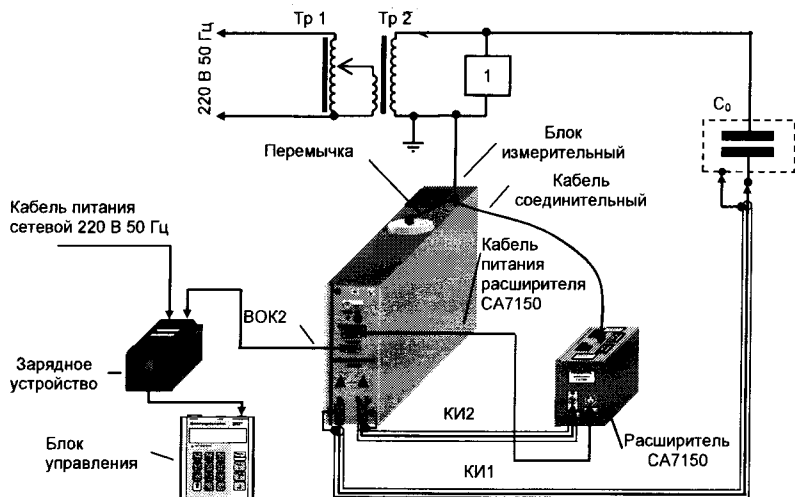 Тр 1
Тр 2
220 В 50 Гц
1
C₀
Блок
измерительный
Перемычка
Кабель
соединительный
Кабель питания
сетевой 220 В 50 Гц
Кабель
питания
расширителя
СА7150
ВОК2
Зарядное
устройство
КИ2
Расширитель
СА7150
Блок
управления
КИ1